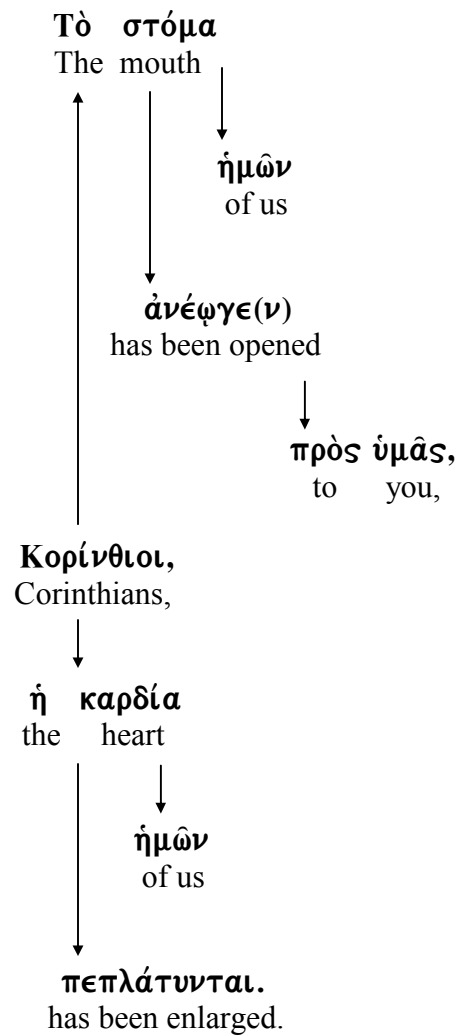 Τὸ στόμα
The mouth
ἡμῶν
of us
ἀνέῳγε(ν)
has been opened
πρὸς ὑμᾶς,
to you,
Κορίνθιοι,
Corinthians,
ἡ καρδία
the heart
ἡμῶν
of us
πεπλάτυνται.
has been enlarged.